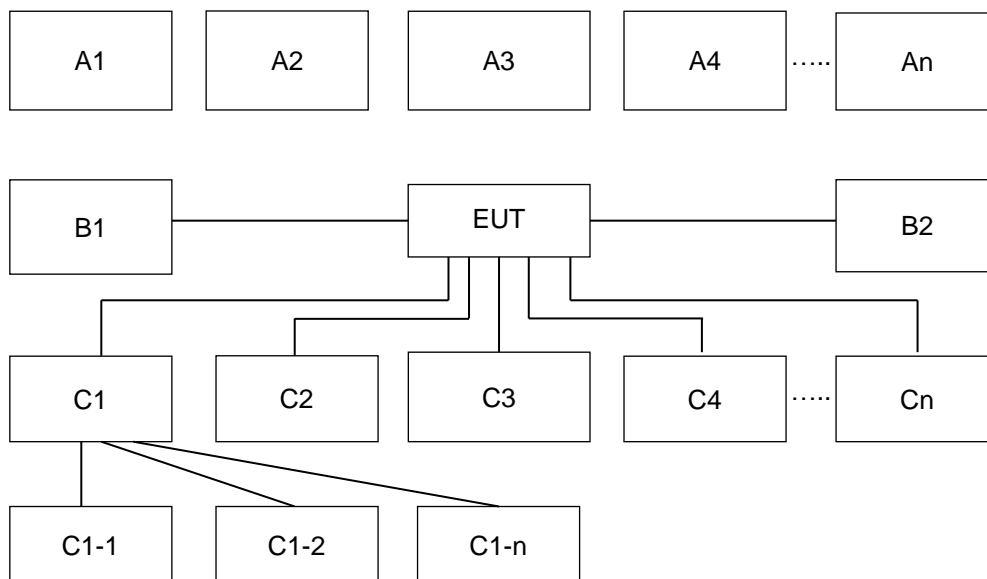 A1 A2 A3 A4 ..... An
B1 EUT B2
C1 C2 C3 C4 ..... Cn
C1-1 C1-2 C1-n